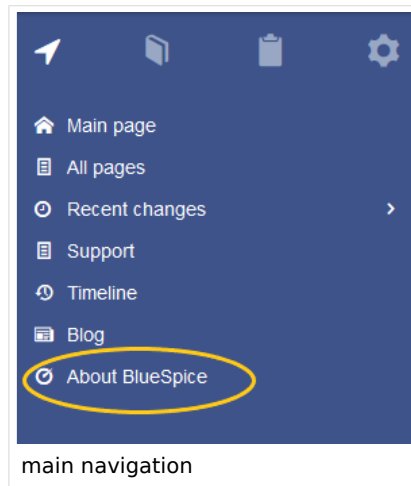 Main page
All pages
Recent changes
Support
Timeline
Blog
About BlueSpice
main navigation